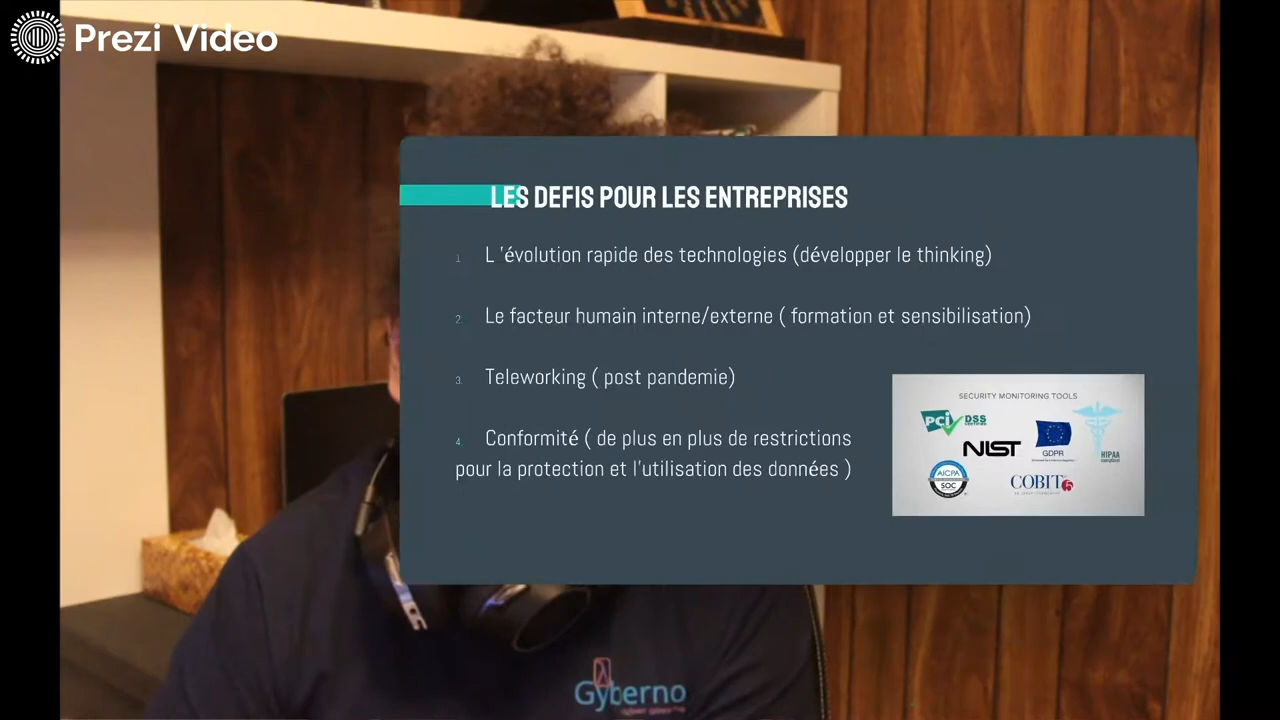 Prezi Video
LES DEFIS POUR LES ENTREPRISES
1. L 'évolution rapide des technologies (développer le thinking)
2. Le facteur humain interne/externe ( formation et sensibilisation)
3. Teleworking ( post pandemie)
4. Conformité ( de plus en plus de restrictions
pour la protection et l'utilisation des données )
SECURITY MONITORING TOOLS
PCI DSS
NIST
GDPR
HIPAA
AICPA
SOC
COBIT 5
Gyberno